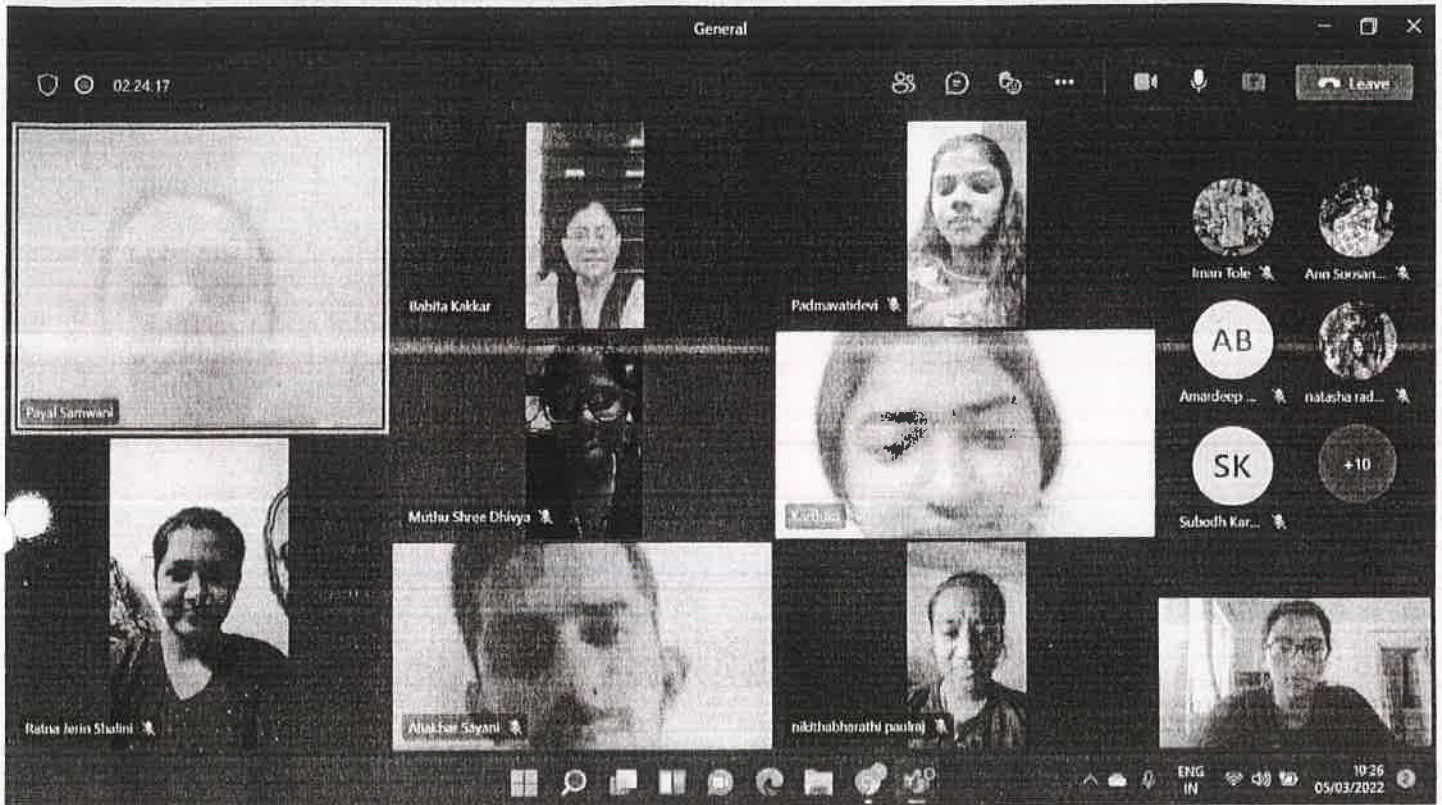 General
02:24:17
Leave
Payal Samwani
Babita Kakkar
Padmavatidevi
Iman Tole
Ann Soosan...
AB
Amardeep ...
natasha rad...
Muthu Shree Dhivya
SK
+10
Subodh Kar...
Ratna Jerin Shalini
Sayani
nikithabharathi paulraj
ENG
IN
10:26
05/03/2022